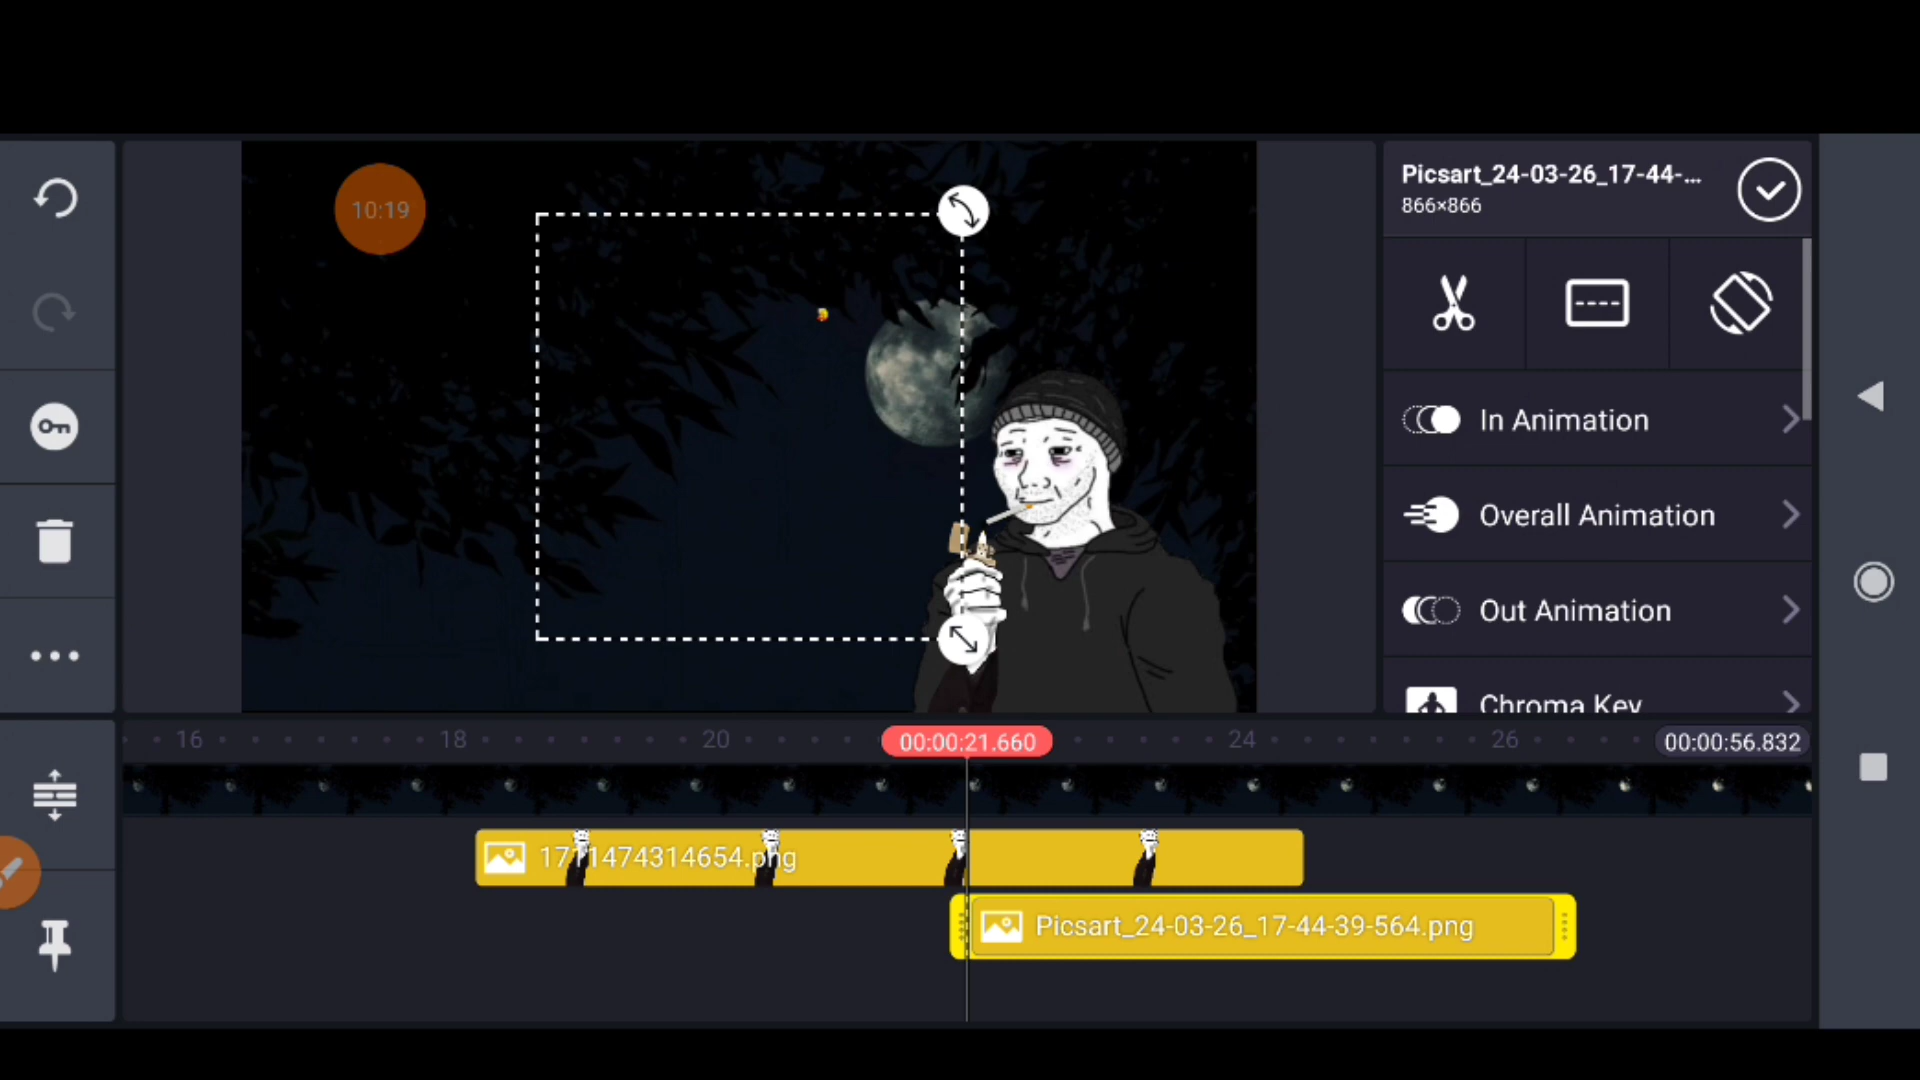 10:19
Picsart_24-03-26_17-44-...
866×866
In Animation
Overall Animation
Out Animation
Chroma Key
16
18
20
00:00:21.660
24
26
00:00:56.832
1711474314654.png
Picsart_24-03-26_17-44-39-564.png